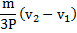 m/3P (v₂ − v₁)